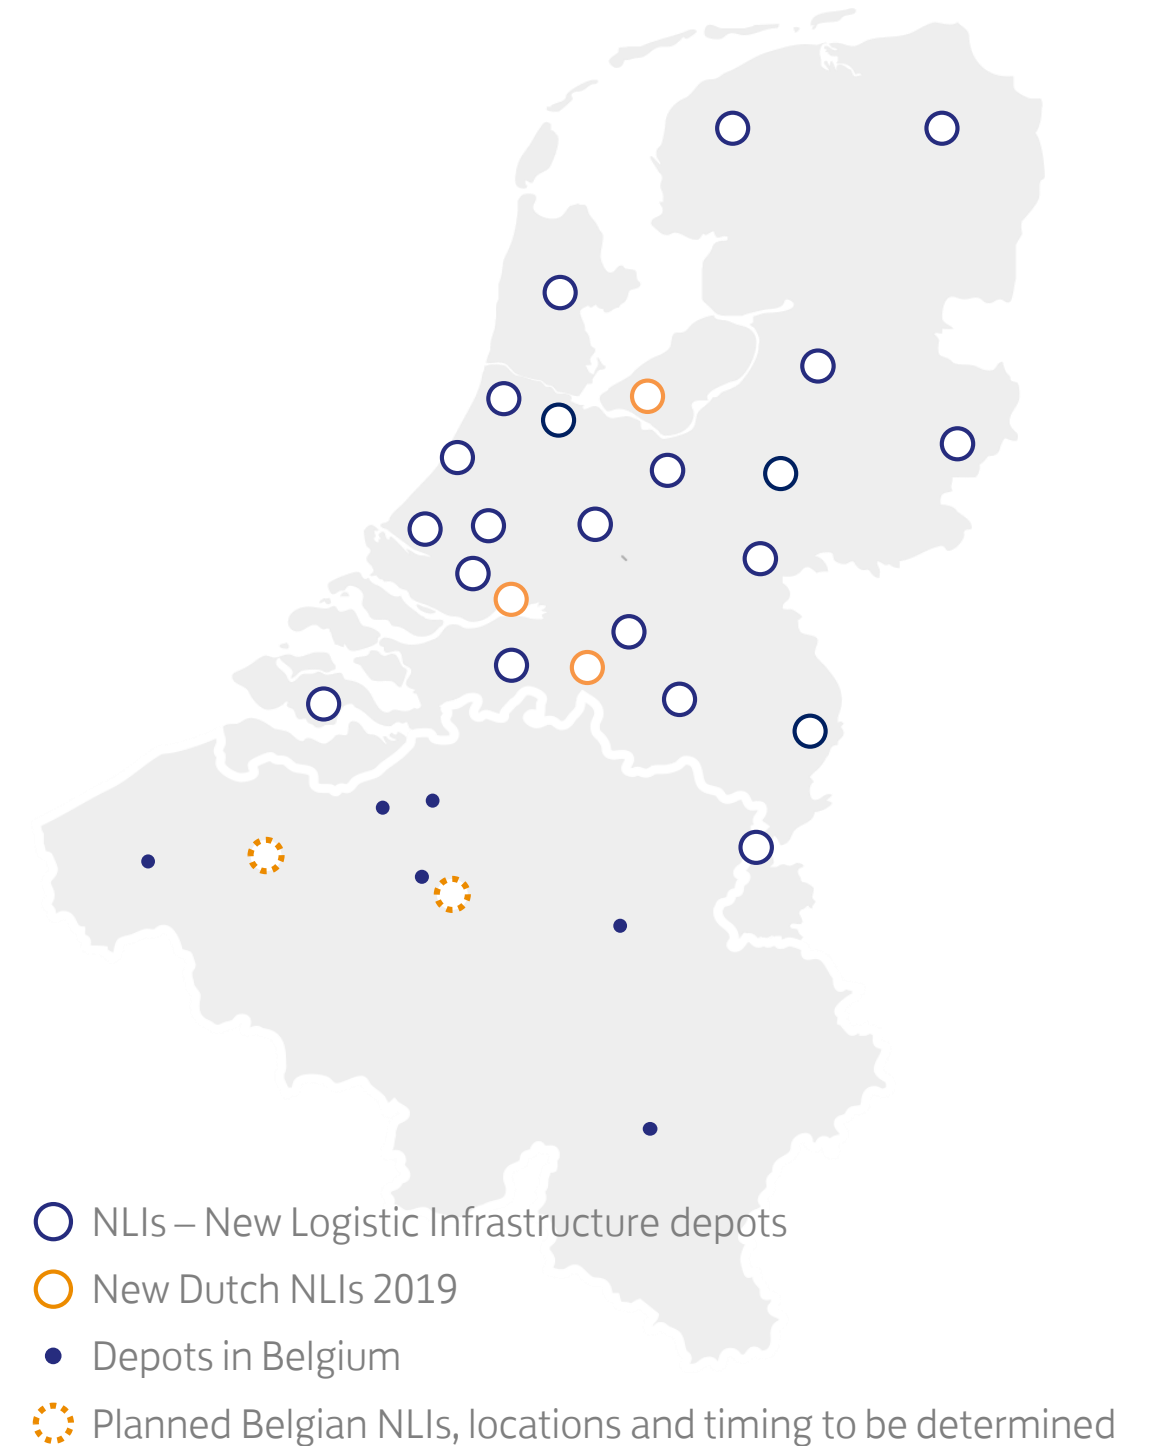 NLIs – New Logistic Infrastructure depots
New Dutch NLIs 2019
Depots in Belgium
Planned Belgian NLIs, locations and timing to be determined